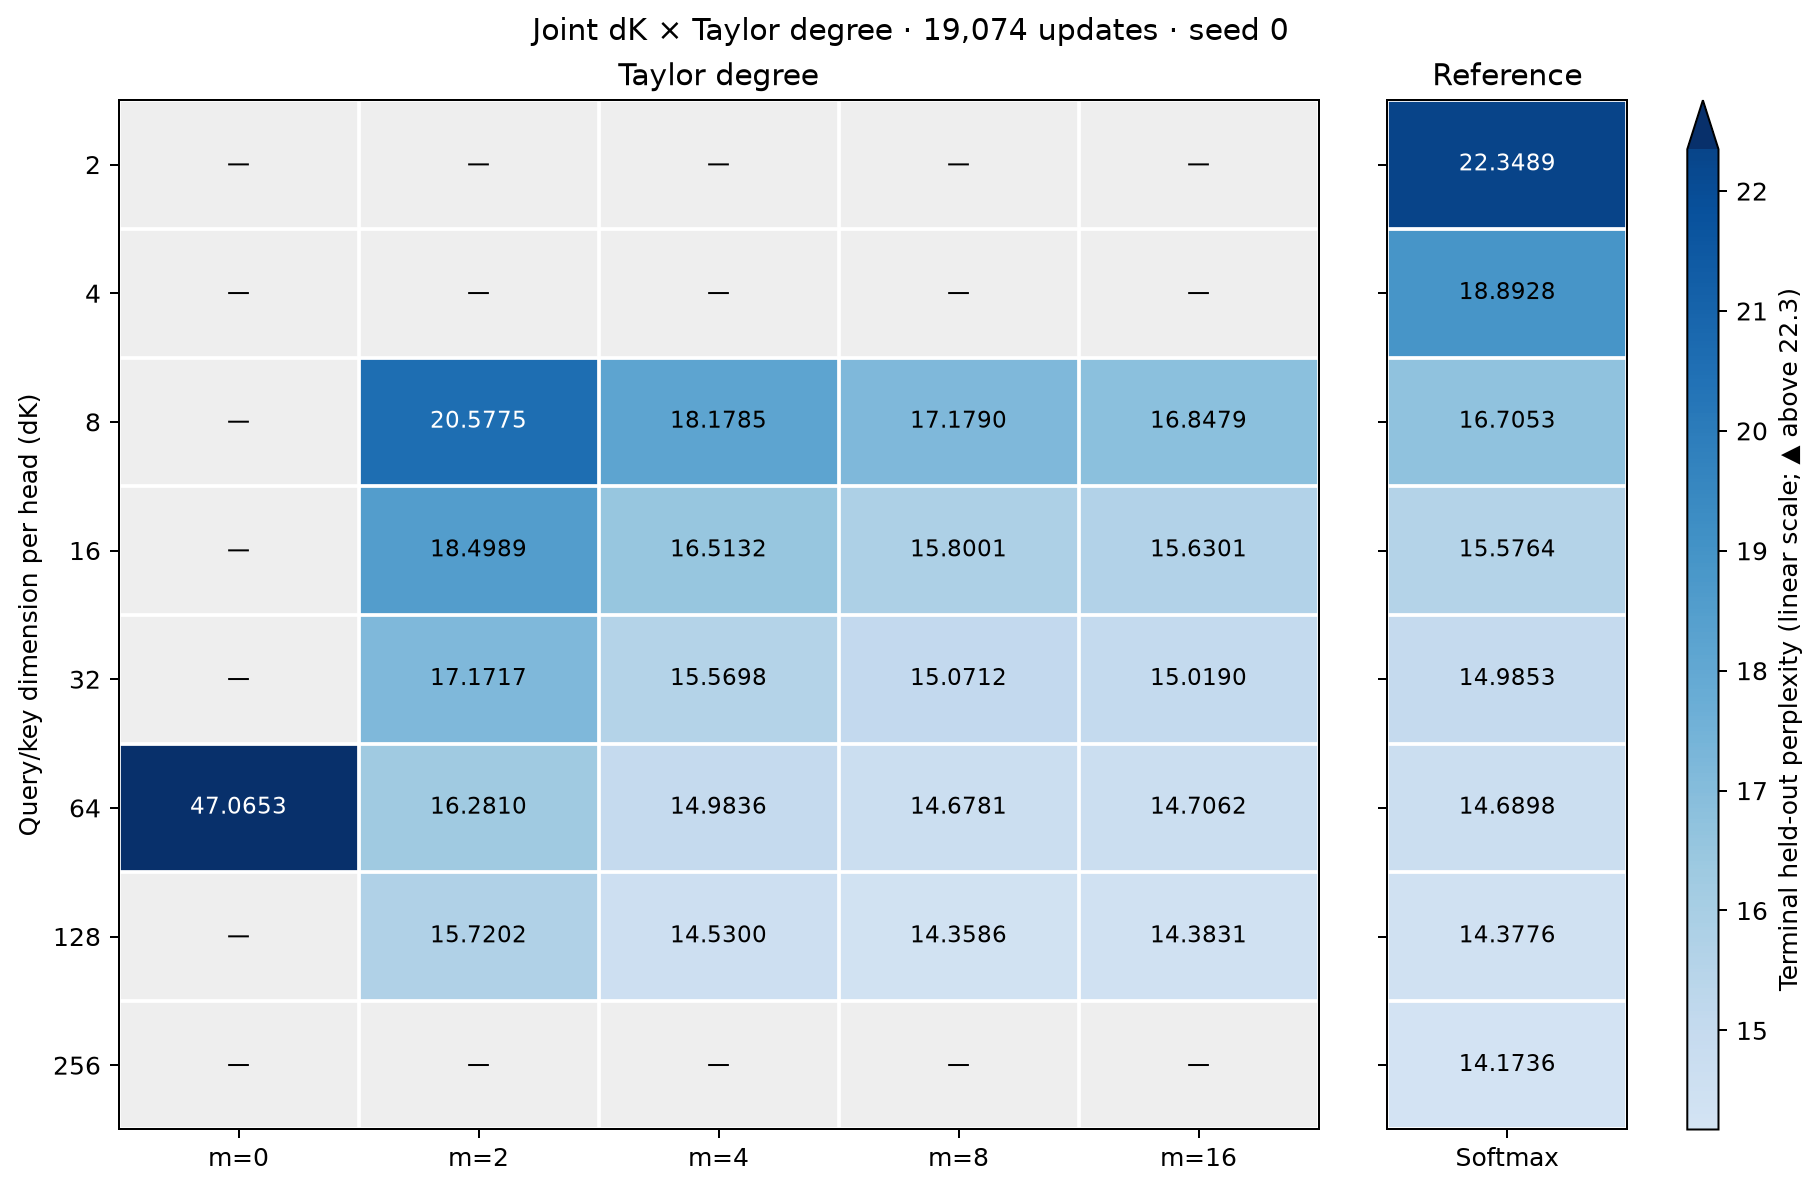 Joint dK × Taylor degree · 19,074 updates · seed 0
Taylor degree
Reference
2 — — — — — 22.3489
4 — — — — — 18.8928
8 — 20.5775 18.1785 17.1790 16.8479 16.7053
16 — 18.4989 16.5132 15.8001 15.6301 15.5764
32 — 17.1717 15.5698 15.0712 15.0190 14.9853
64 47.0653 16.2810 14.9836 14.6781 14.7062 14.6898
128 — 15.7202 14.5300 14.3586 14.3831 14.3776
256 — — — — — 14.1736
m=0 m=2 m=4 m=8 m=16 Softmax
Query/key dimension per head (dK)
22
21
20
19
18
17
16
15
Terminal held-out perplexity (linear scale; ▲ above 22.3)